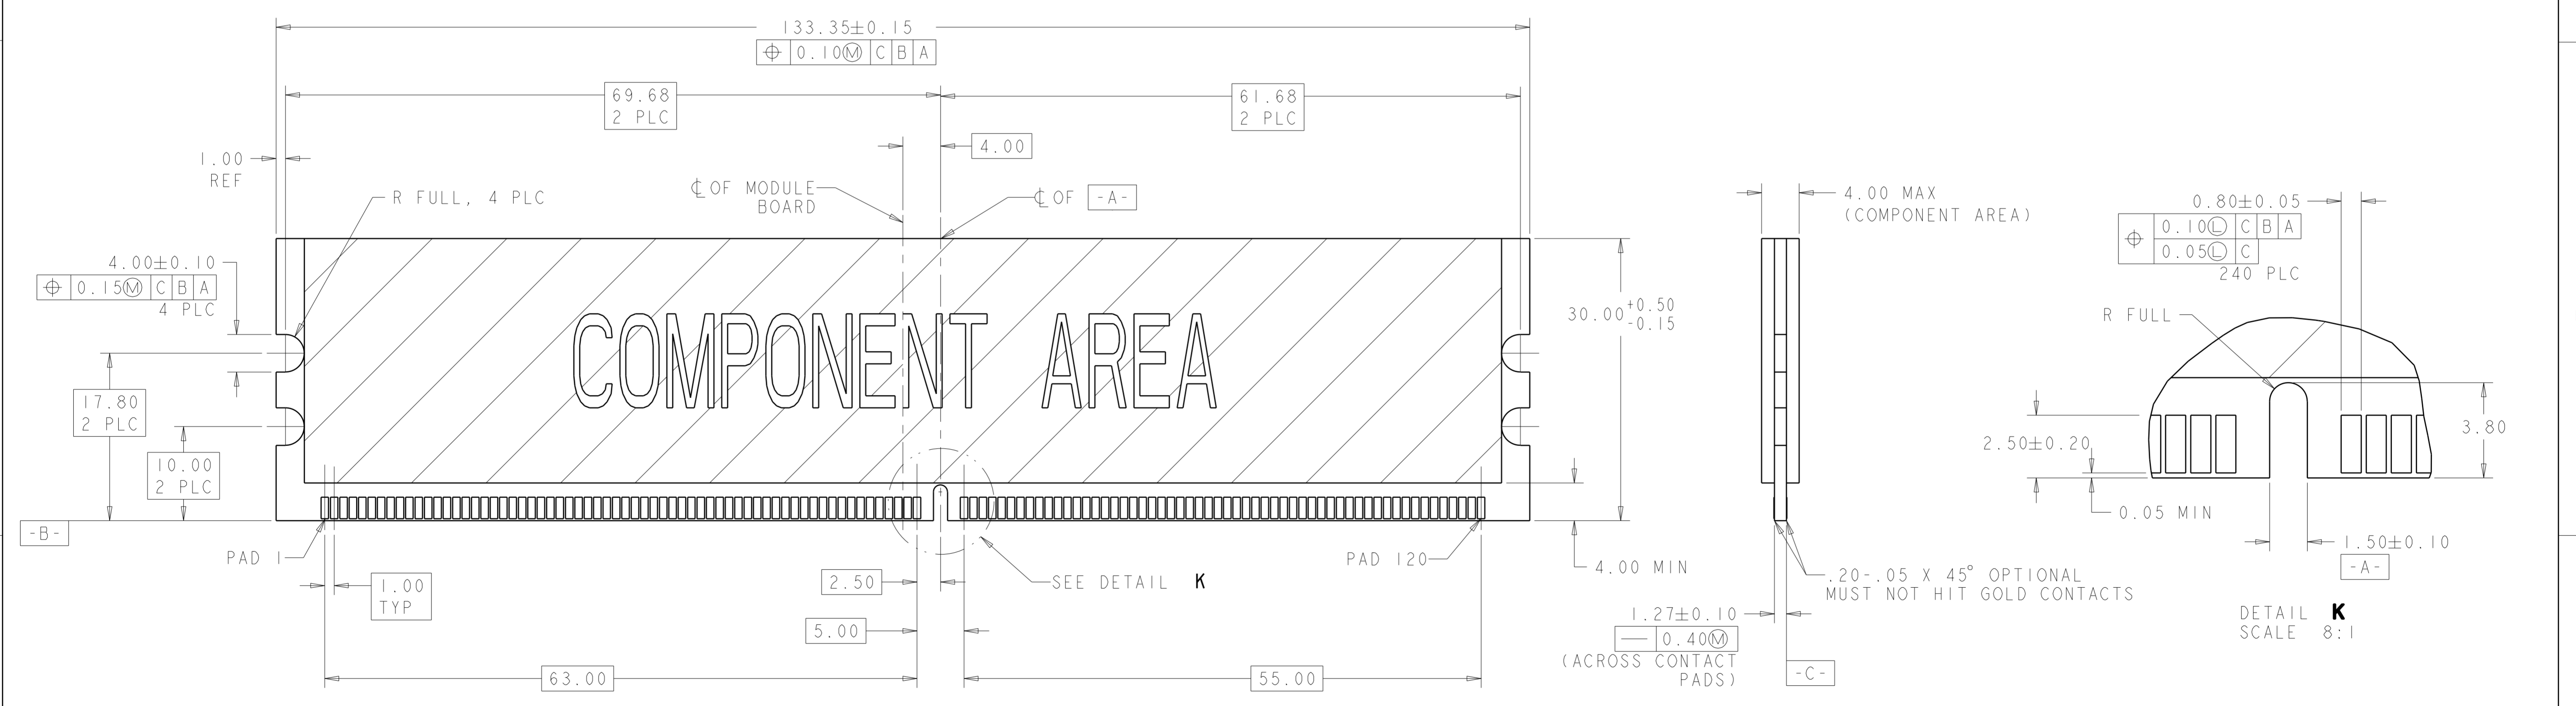 133.35±0.15
⌖ 0.10Ⓜ C B A
69.68
2 PLC
61.68
2 PLC
4.00
1.00
REF
R FULL, 4 PLC
℄ OF MODULE
BOARD
℄ OF -A-
4.00±0.10
⌖ 0.15Ⓜ C B A
4 PLC
17.80
2 PLC
10.00
2 PLC
-B-
COMPONENT AREA
30.00 +0.50
-0.15
PAD 1
1.00
TYP
2.50
5.00
63.00
55.00
SEE DETAIL K
PAD 120
4.00 MIN
4.00 MAX
(COMPONENT AREA)
.20-.05 X 45° OPTIONAL
MUST NOT HIT GOLD CONTACTS
1.27±0.10
— 0.40Ⓜ
(ACROSS CONTACT
PADS)
-C-
0.80±0.05
⌖ 0.10Ⓛ C B A
0.05Ⓛ C
240 PLC
R FULL
2.50±0.20
3.80
0.05 MIN
1.50±0.10
-A-
DETAIL K
SCALE 8:1